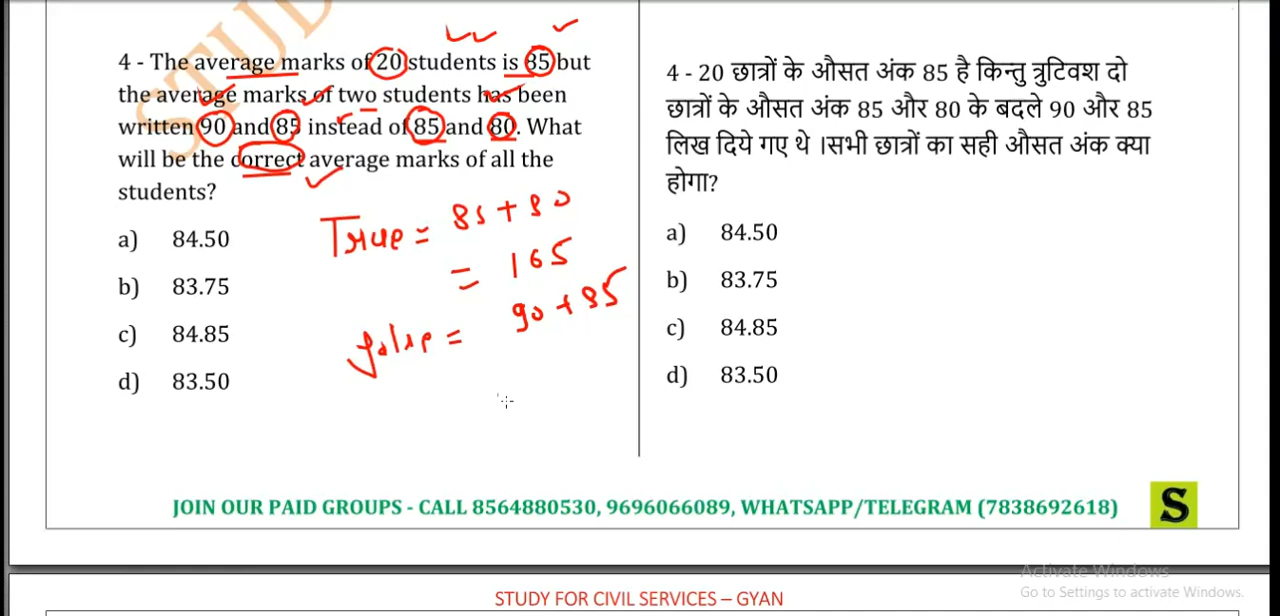 STUD
4 - The average marks of 20 students is 85 but
the average marks of two students has been
written 90 and 85 instead of 85 and 80. What
will be the correct average marks of all the
students?
a) 84.50
b) 83.75
c) 84.85
d) 83.50
True = 85 + 80
= 165
false = 90 + 85
4 - 20 छात्रों के औसत अंक 85 है किन्तु त्रुटिवश दो
छात्रों के औसत अंक 85 और 80 के बदले 90 और 85
लिख दिये गए थे ।सभी छात्रों का सही औसत अंक क्या
होगा?
a) 84.50
b) 83.75
c) 84.85
d) 83.50
JOIN OUR PAID GROUPS - CALL 8564880530, 9696066089, WHATSAPP/TELEGRAM (7838692618)
S
Activate Windows
Go to Settings to activate Windows.
STUDY FOR CIVIL SERVICES – GYAN